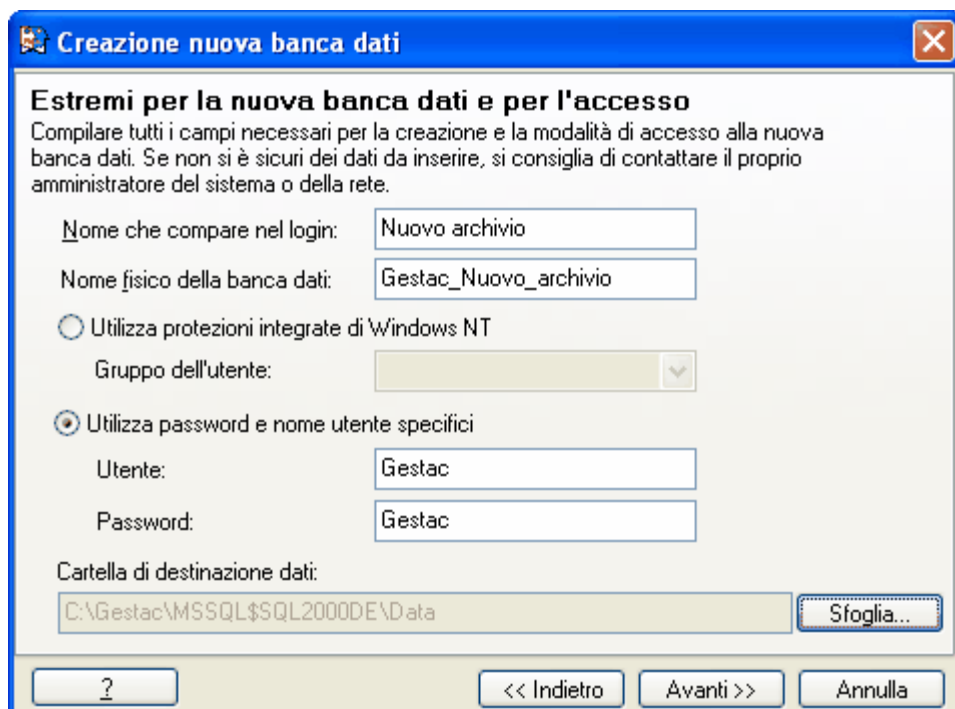 Creazione nuova banca dati
Estremi per la nuova banca dati e per l'accesso
Compilare tutti i campi necessari per la creazione e la modalità di accesso alla nuova
banca dati. Se non si è sicuri dei dati da inserire, si consiglia di contattare il proprio
amministratore del sistema o della rete.
Nome che compare nel login: Nuovo archivio
Nome fisico della banca dati: Gestac_Nuovo_archivio
Utilizza protezioni integrate di Windows NT
Gruppo dell'utente:
Utilizza password e nome utente specifici
Utente: Gestac
Password: Gestac
Cartella di destinazione dati:
C:\Gestac\MSSQL$SQL2000DE\Data Sfoglia...
? << Indietro Avanti >> Annulla